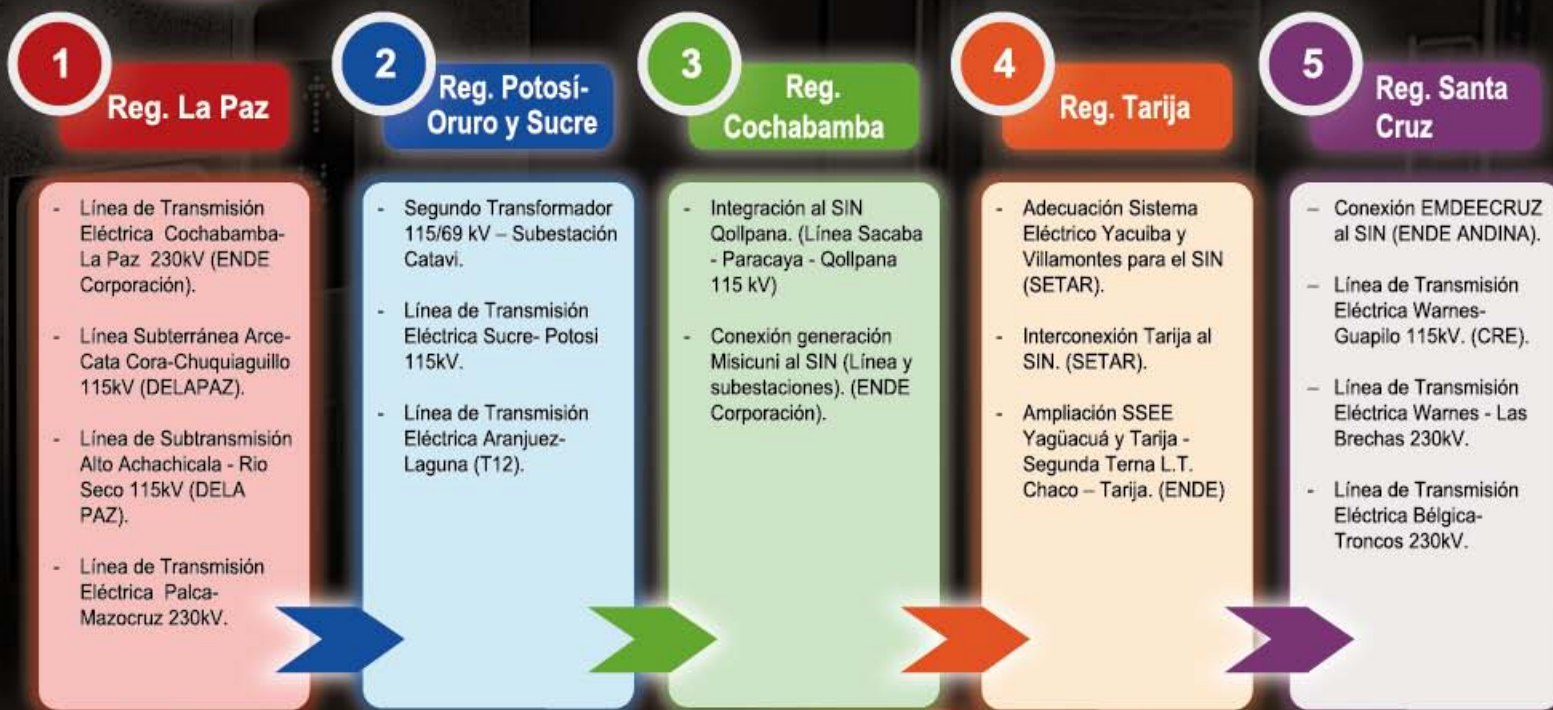 1
Reg. La Paz
- Línea de Transmisión
Eléctrica Cochabamba-
La Paz 230kV (ENDE
Corporación).
- Línea Subterránea Arce-
Cata Cora-Chuquiaguillo
115kV (DELAPAZ).
- Línea de Subtransmisión
Alto Achachicala - Rio
Seco 115kV (DELA
PAZ).
- Línea de Transmisión
Eléctrica Palca-
Mazocruz 230kV.
2
Reg. Potosí-
Oruro y Sucre
- Segundo Transformador
115/69 kV – Subestación
Catavi.
- Línea de Transmisión
Eléctrica Sucre- Potosi
115kV.
- Línea de Transmisión
Eléctrica Aranjuez-
Laguna (T12).
3
Reg.
Cochabamba
- Integración al SIN
Qollpana. (Línea Sacaba
- Paracaya - Qollpana
115 kV)
- Conexión generación
Misicuni al SIN (Línea y
subestaciones). (ENDE
Corporación).
4
Reg. Tarija
- Adecuación Sistema
Eléctrico Yacuiba y
Villamontes para el SIN
(SETAR).
- Interconexión Tarija al
SIN. (SETAR).
- Ampliación SSEE
Yagüacuá y Tarija -
Segunda Terna L.T.
Chaco – Tarija. (ENDE)
5
Reg. Santa
Cruz
– Conexión EMDEECRUZ
al SIN (ENDE ANDINA).
– Línea de Transmisión
Eléctrica Warnes-
Guapilo 115kV. (CRE).
– Línea de Transmisión
Eléctrica Warnes - Las
Brechas 230kV.
- Línea de Transmisión
Eléctrica Bélgica-
Troncos 230kV.